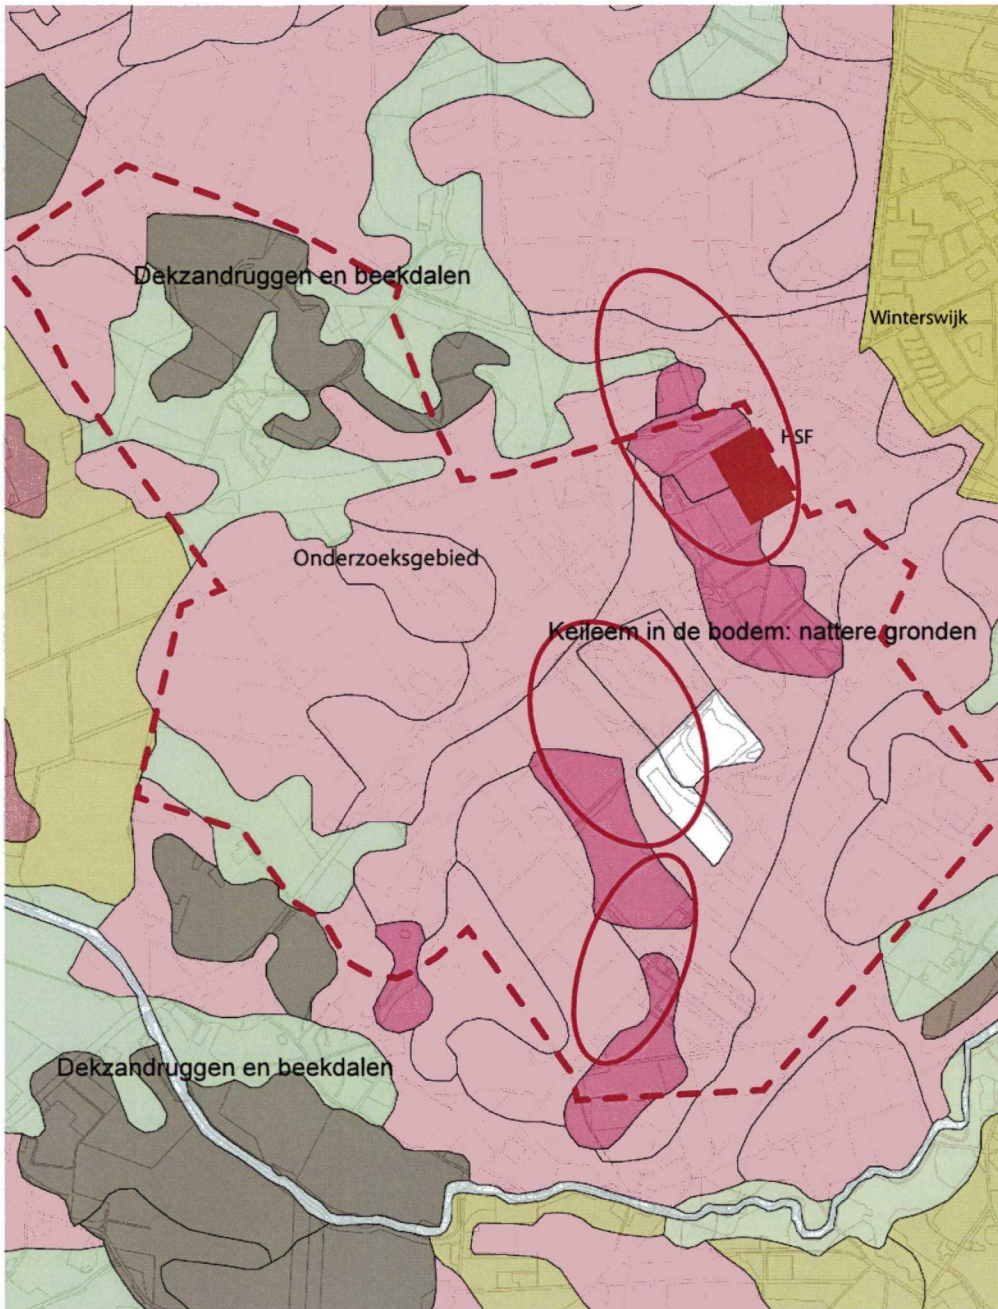 Dekzandruggen en beekdalen
Winterswijk
HSF
Onderzoeksgebied
Keileem in de bodem: nattere gronden
Dekzandruggen en beekdalen